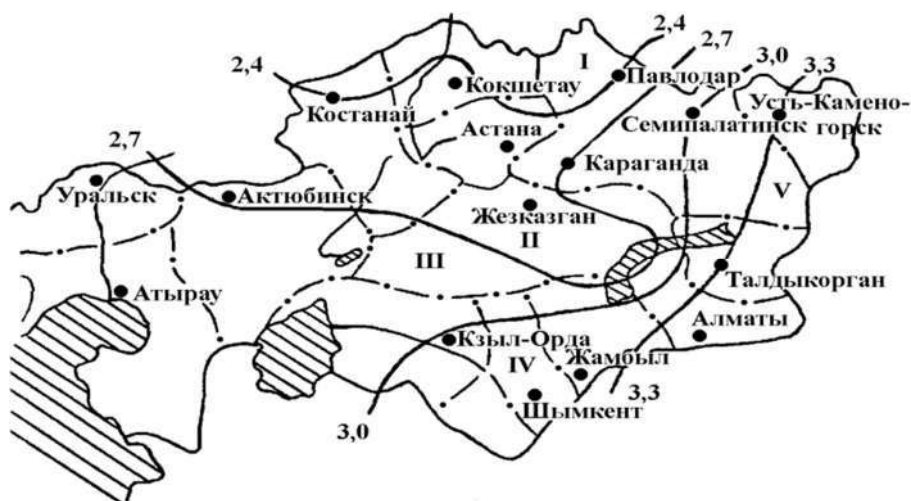 2,4
2,7
I
3,0
2,4
Павлодар
3,3
Кокшетау
Костанай
Усть-Камено-
горск
Семипалатинск
Астана
2,7
Караганда
Уральск
Актюбинск
V
Жезказган
II
III
Талдыкорган
Атырау
Алматы
Кзыл-Орда
Жамбыл
IV
3,3
Шымкент
3,0